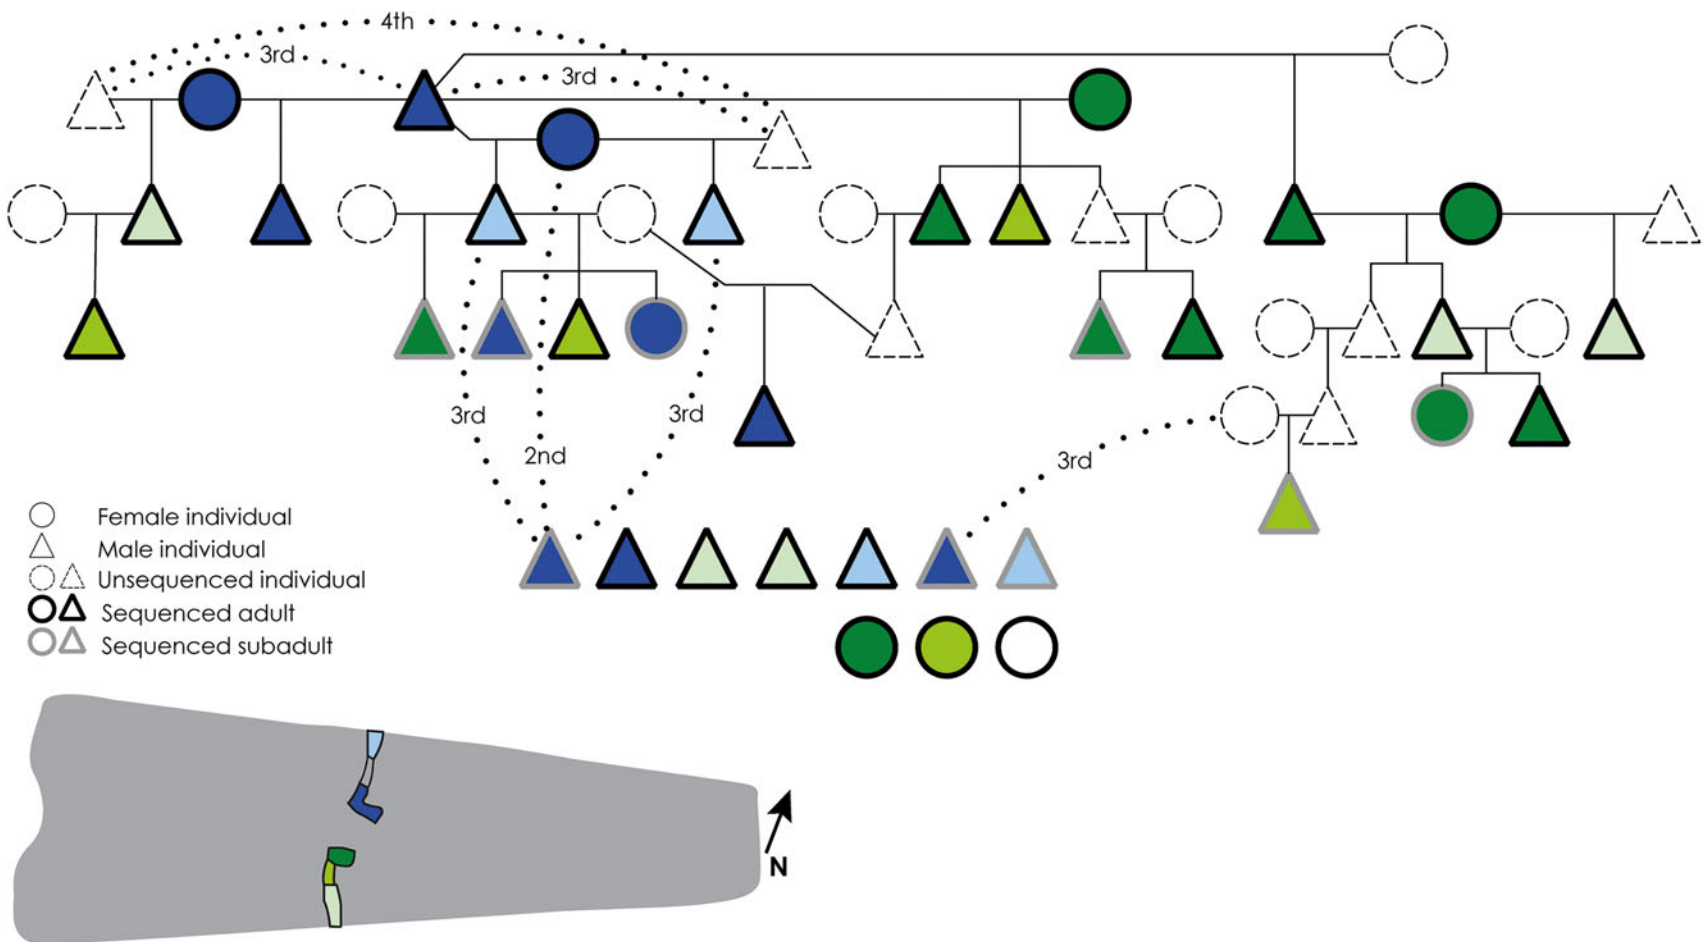 4th
3rd
3rd
3rd
3rd
2nd
3rd
Female individual
Male individual
Unsequenced individual
Sequenced adult
Sequenced subadult
N